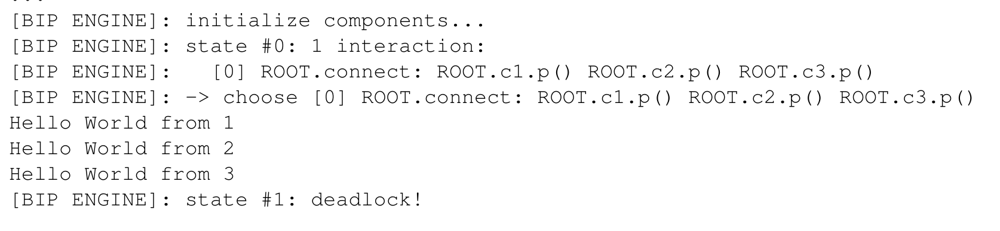 ...
[BIP ENGINE]: initialize components...
[BIP ENGINE]: state #0: 1 interaction:
[BIP ENGINE]:   [0] ROOT.connect: ROOT.c1.p() ROOT.c2.p() ROOT.c3.p()
[BIP ENGINE]: -> choose [0] ROOT.connect: ROOT.c1.p() ROOT.c2.p() ROOT.c3.p()
Hello World from 1
Hello World from 2
Hello World from 3
[BIP ENGINE]: state #1: deadlock!